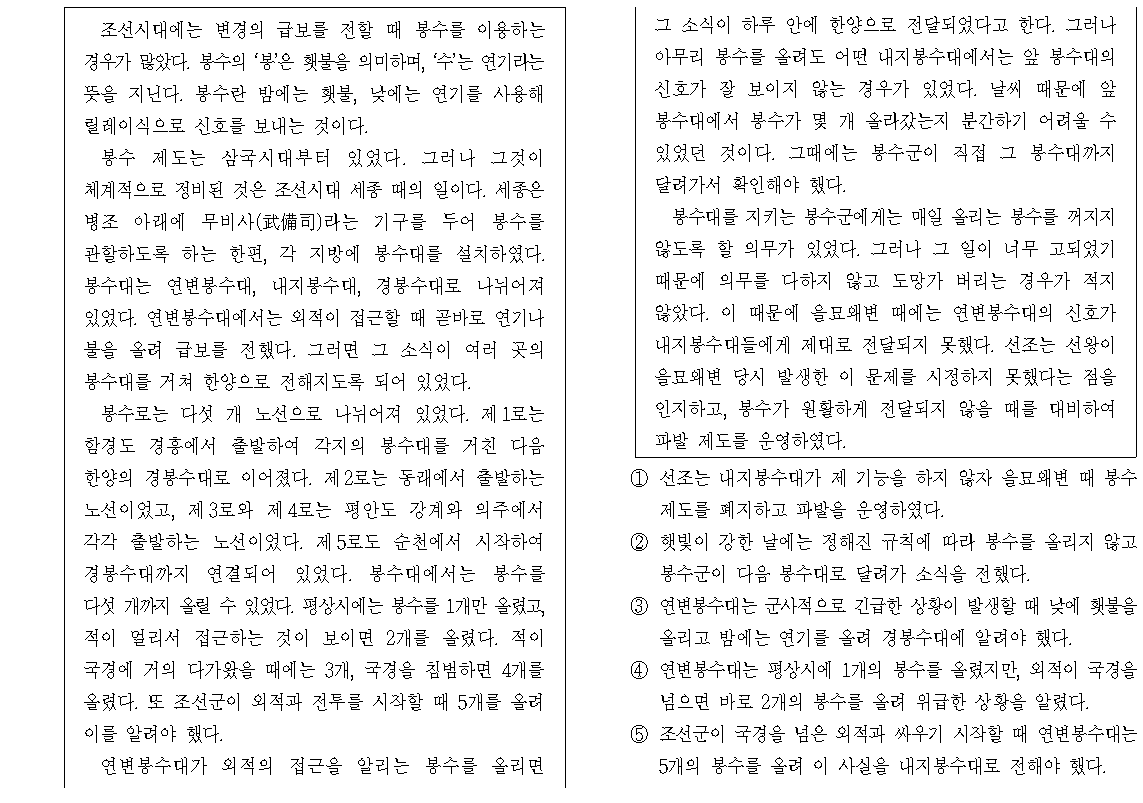 조선시대에는 변경의 급보를 전할 때 봉수를 이용하는
경우가 많았다. 봉수의 ‘봉’은 횃불을 의미하며, ‘수’는 연기라는
뜻을 지닌다. 봉수란 밤에는 횃불, 낮에는 연기를 사용해
릴레이식으로 신호를 보내는 것이다.
봉수 제도는 삼국시대부터 있었다. 그러나 그것이
체계적으로 정비된 것은 조선시대 세종 때의 일이다. 세종은
병조 아래에 무비사(武備司)라는 기구를 두어 봉수를
관할하도록 하는 한편, 각 지방에 봉수대를 설치하였다.
봉수대는 연변봉수대, 내지봉수대, 경봉수대로 나뉘어져
있었다. 연변봉수대에서는 외적이 접근할 때 곧바로 연기나
불을 올려 급보를 전했다. 그러면 그 소식이 여러 곳의
봉수대를 거쳐 한양으로 전해지도록 되어 있었다.
봉수로는 다섯 개 노선으로 나뉘어져 있었다. 제1로는
함경도 경흥에서 출발하여 각지의 봉수대를 거친 다음
한양의 경봉수대로 이어졌다. 제2로는 동래에서 출발하는
노선이었고, 제3로와 제4로는 평안도 강계와 의주에서
각각 출발하는 노선이었다. 제5로도 순천에서 시작하여
경봉수대까지 연결되어 있었다. 봉수대에서는 봉수를
다섯 개까지 올릴 수 있었다. 평상시에는 봉수를 1개만 올렸고,
적이 멀리서 접근하는 것이 보이면 2개를 올렸다. 적이
국경에 거의 다가왔을 때에는 3개, 국경을 침범하면 4개를
올렸다. 또 조선군이 외적과 전투를 시작할 때 5개를 올려
이를 알려야 했다.
연변봉수대가 외적의 접근을 알리는 봉수를 올리면
그 소식이 하루 안에 한양으로 전달되었다고 한다. 그러나
아무리 봉수를 올려도 어떤 내지봉수대에서는 앞 봉수대의
신호가 잘 보이지 않는 경우가 있었다. 날씨 때문에 앞
봉수대에서 봉수가 몇 개 올라갔는지 분간하기 어려울 수
있었던 것이다. 그때에는 봉수군이 직접 그 봉수대까지
달려가서 확인해야 했다.
봉수대를 지키는 봉수군에게는 매일 올리는 봉수를 꺼지지
않도록 할 의무가 있었다. 그러나 그 일이 너무 고되었기
때문에 의무를 다하지 않고 도망가 버리는 경우가 적지
않았다. 이 때문에 을묘왜변 때에는 연변봉수대의 신호가
내지봉수대들에게 제대로 전달되지 못했다. 선조는 선왕이
을묘왜변 당시 발생한 이 문제를 시정하지 못했다는 점을
인지하고, 봉수가 원활하게 전달되지 않을 때를 대비하여
파발 제도를 운영하였다.
① 선조는 내지봉수대가 제 기능을 하지 않자 을묘왜변 때 봉수
제도를 폐지하고 파발을 운영하였다.
② 햇빛이 강한 날에는 정해진 규칙에 따라 봉수를 올리지 않고
봉수군이 다음 봉수대로 달려가 소식을 전했다.
③ 연변봉수대는 군사적으로 긴급한 상황이 발생할 때 낮에 횃불을
올리고 밤에는 연기를 올려 경봉수대에 알려야 했다.
④ 연변봉수대는 평상시에 1개의 봉수를 올렸지만, 외적이 국경을
넘으면 바로 2개의 봉수를 올려 위급한 상황을 알렸다.
⑤ 조선군이 국경을 넘은 외적과 싸우기 시작할 때 연변봉수대는
5개의 봉수를 올려 이 사실을 내지봉수대로 전해야 했다.